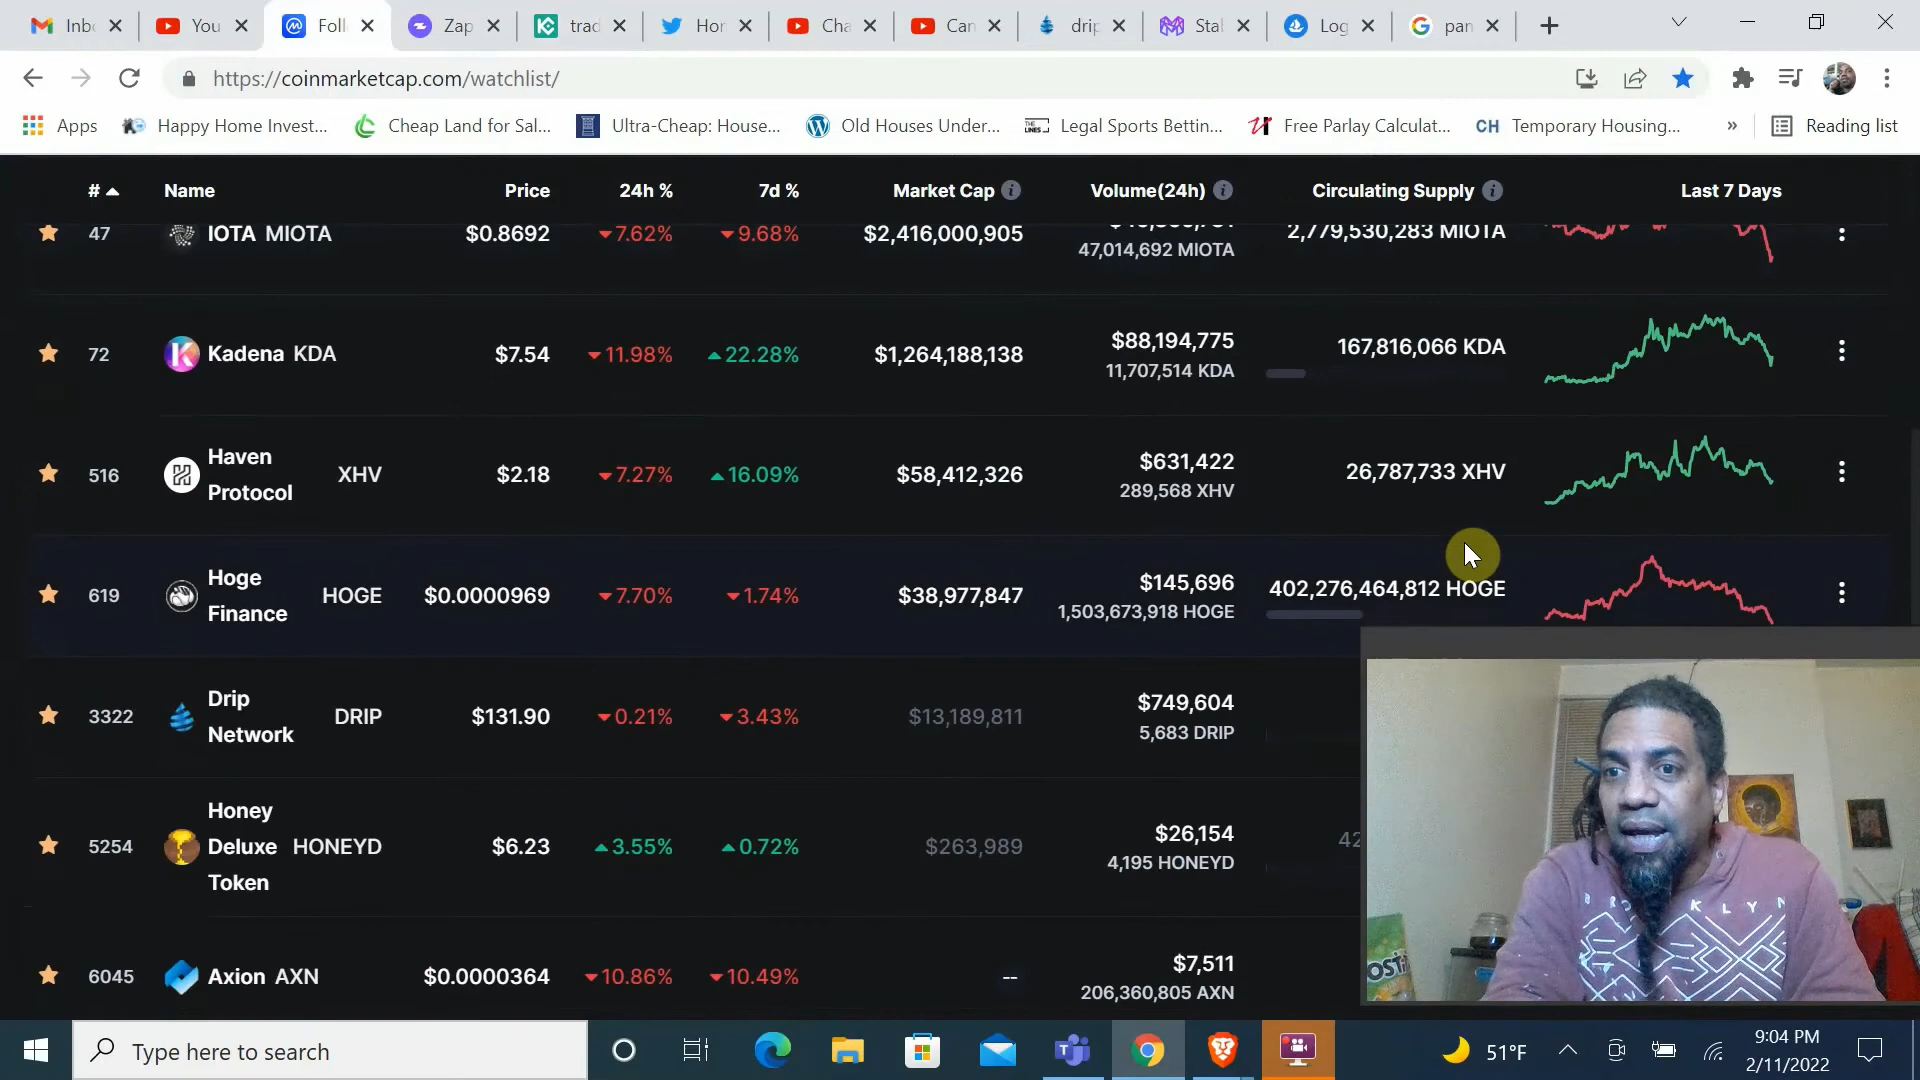 Inb
You
Foll
Zap
trad
Hor
Cha
Can
drip
Stal
Log
pan
https://coinmarketcap.com/watchlist/
Apps
Happy Home Invest...
Cheap Land for Sal...
Ultra-Cheap: House...
Old Houses Under...
Legal Sports Bettin...
Free Parlay Calculat...
CH Temporary Housing...
»
Reading list
# Name Price 24h % 7d % Market Cap Volume(24h) Circulating Supply Last 7 Days
47 IOTA MIOTA $0.8692 7.62% 9.68% $2,416,000,905 2,779,530,283 MIOTA
47,014,692 MIOTA
72 Kadena KDA $7.54 11.98% 22.28% $1,264,188,138 $88,194,775 167,816,066 KDA
11,707,514 KDA
516 Haven Protocol XHV $2.18 7.27% 16.09% $58,412,326 $631,422 26,787,733 XHV
289,568 XHV
619 Hoge Finance HOGE $0.0000969 7.70% 1.74% $38,977,847 $145,696 402,276,464,812 HOGE
1,503,673,918 HOGE
3322 Drip Network DRIP $131.90 0.21% 3.43% $13,189,811 $749,604
5,683 DRIP
5254 Honey Deluxe Token HONEYD $6.23 3.55% 0.72% $263,989 $26,154 42
4,195 HONEYD
6045 Axion AXN $0.0000364 10.86% 10.49% -- $7,511
206,360,805 AXN
BROOKLYN
Type here to search
51°F
9:04 PM
2/11/2022